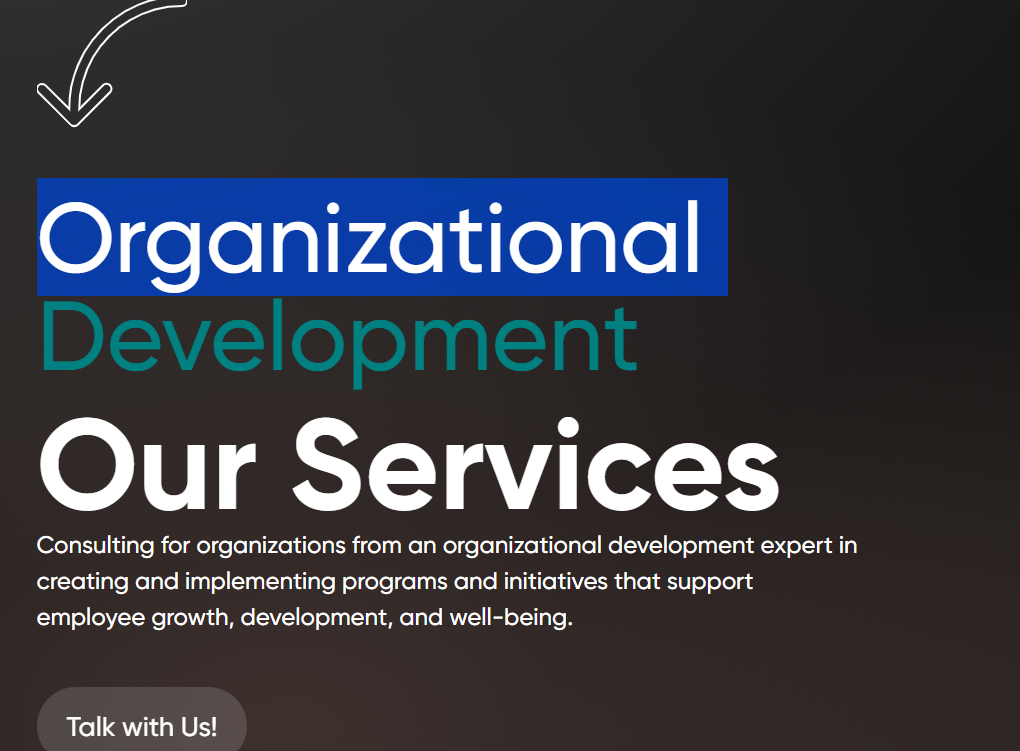 Organizational
Development
Our Services
Consulting for organizations from an organizational development expert in
creating and implementing programs and initiatives that support
employee growth, development, and well-being.
Talk with Us!